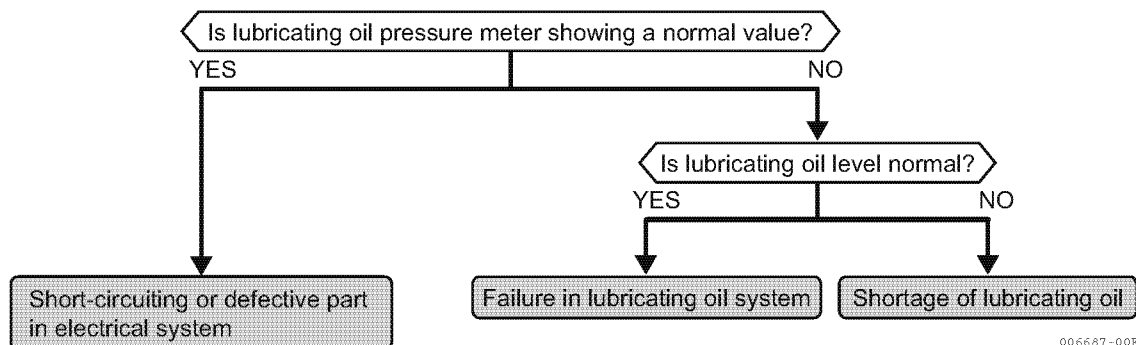 Is lubricating oil pressure meter showing a normal value?
YES
NO
Is lubricating oil level normal?
YES
NO
Short-circuiting or defective part
in electrical system
Failure in lubricating oil system
Shortage of lubricating oil